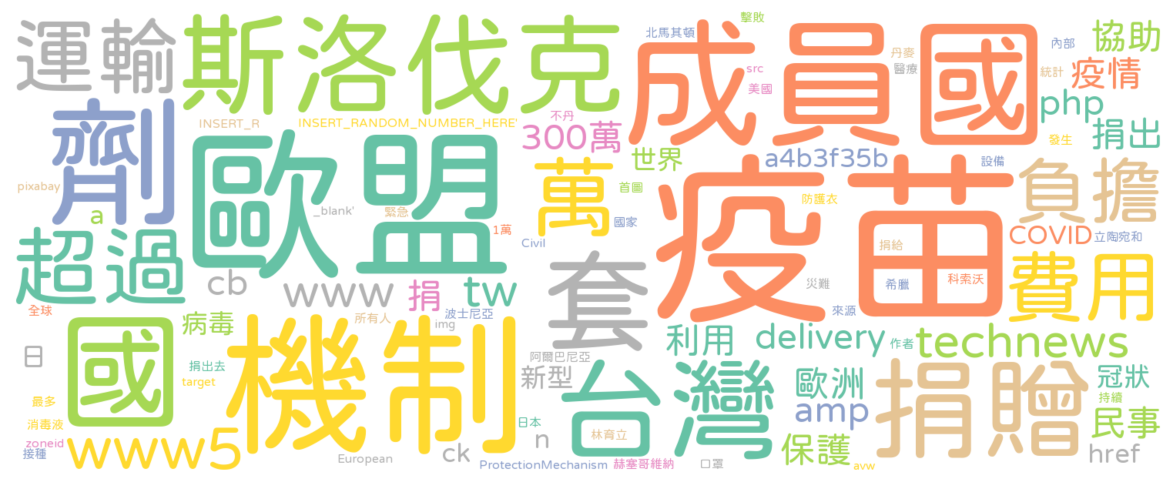 運輸
斯洛伐克
北馬其頓
擊敗
成員國
丹麥
內部
協助
醫療
src
美國
統計
疫情
劑
INSERT_R
INSERT_RANDOM_NUMBER_HERE'
不丹
300萬
php
捐出
發生
歐盟
萬
世界
a4b3f35b
設備
疫苗
負擔
pixabay
a
_blank'
緊急
首圖
防護衣
國家
1萬
Civil
捐給
COVID
立陶宛和
超過
cb
www
捐
tw
套
災難
希臘
科索沃
費用
全球
病毒
所有人
波士尼亞
img
來源
國
機制
日
捐出去
target
阿爾巴尼亞
新型
利用
delivery
作者
technews
台灣
歐洲
amp
捐贈
冠狀
持續
民事
最多
消毒液
日本
林育立
zoneid
接種
www5
n
ck
European
ProtectionMechanism
赫塞哥維納
口罩
保護
avw
href